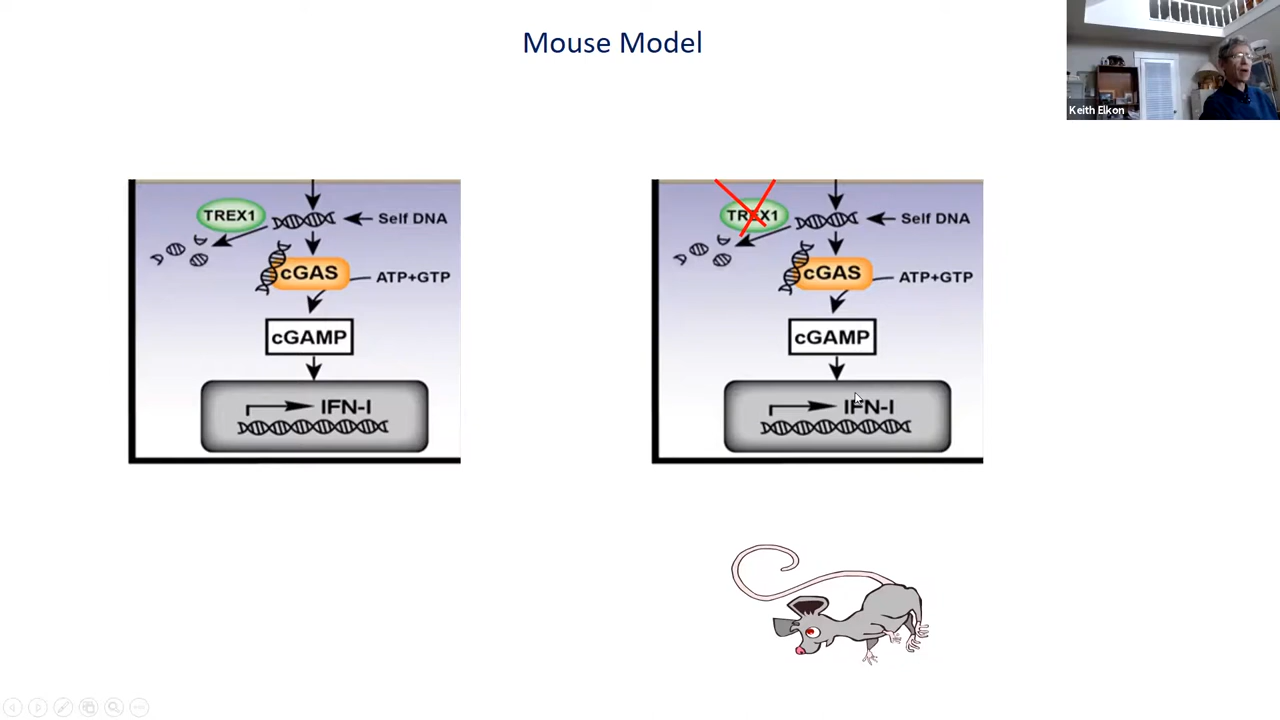 Mouse Model
Keith Elkon
TREX1
Self DNA
cGAS
ATP+GTP
cGAMP
IFN-I
TREX1
Self DNA
cGAS
ATP+GTP
cGAMP
IFN-I